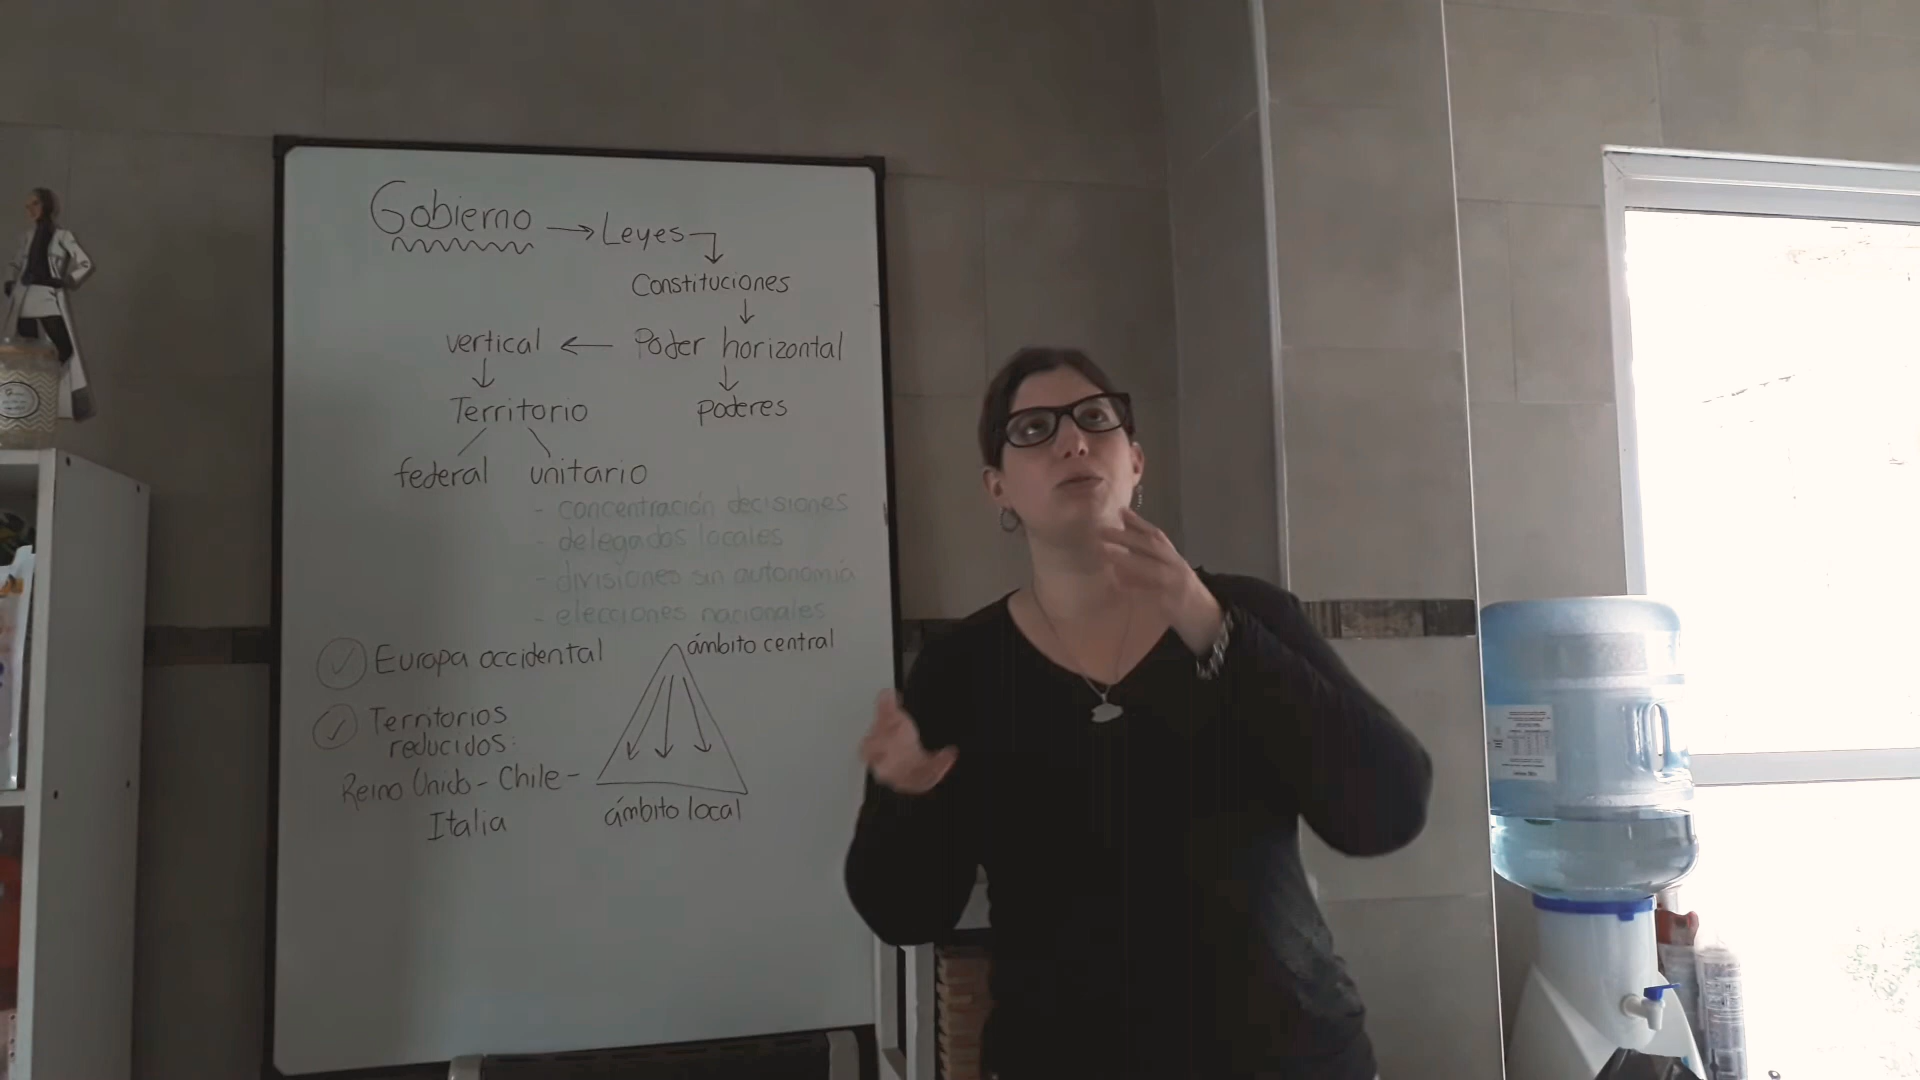 Gobierno → Leyes
Constituciones
vertical ← Poder horizontal
Territorio poderes
federal unitario
- concentración decisiones
- delegados locales
- divisiones sin autonomía
- elecciones nacionales
✓ Europa occidental
ámbito central
✓ Territorios
reducidos:
Reino Unido - Chile -
Italia
ámbito local